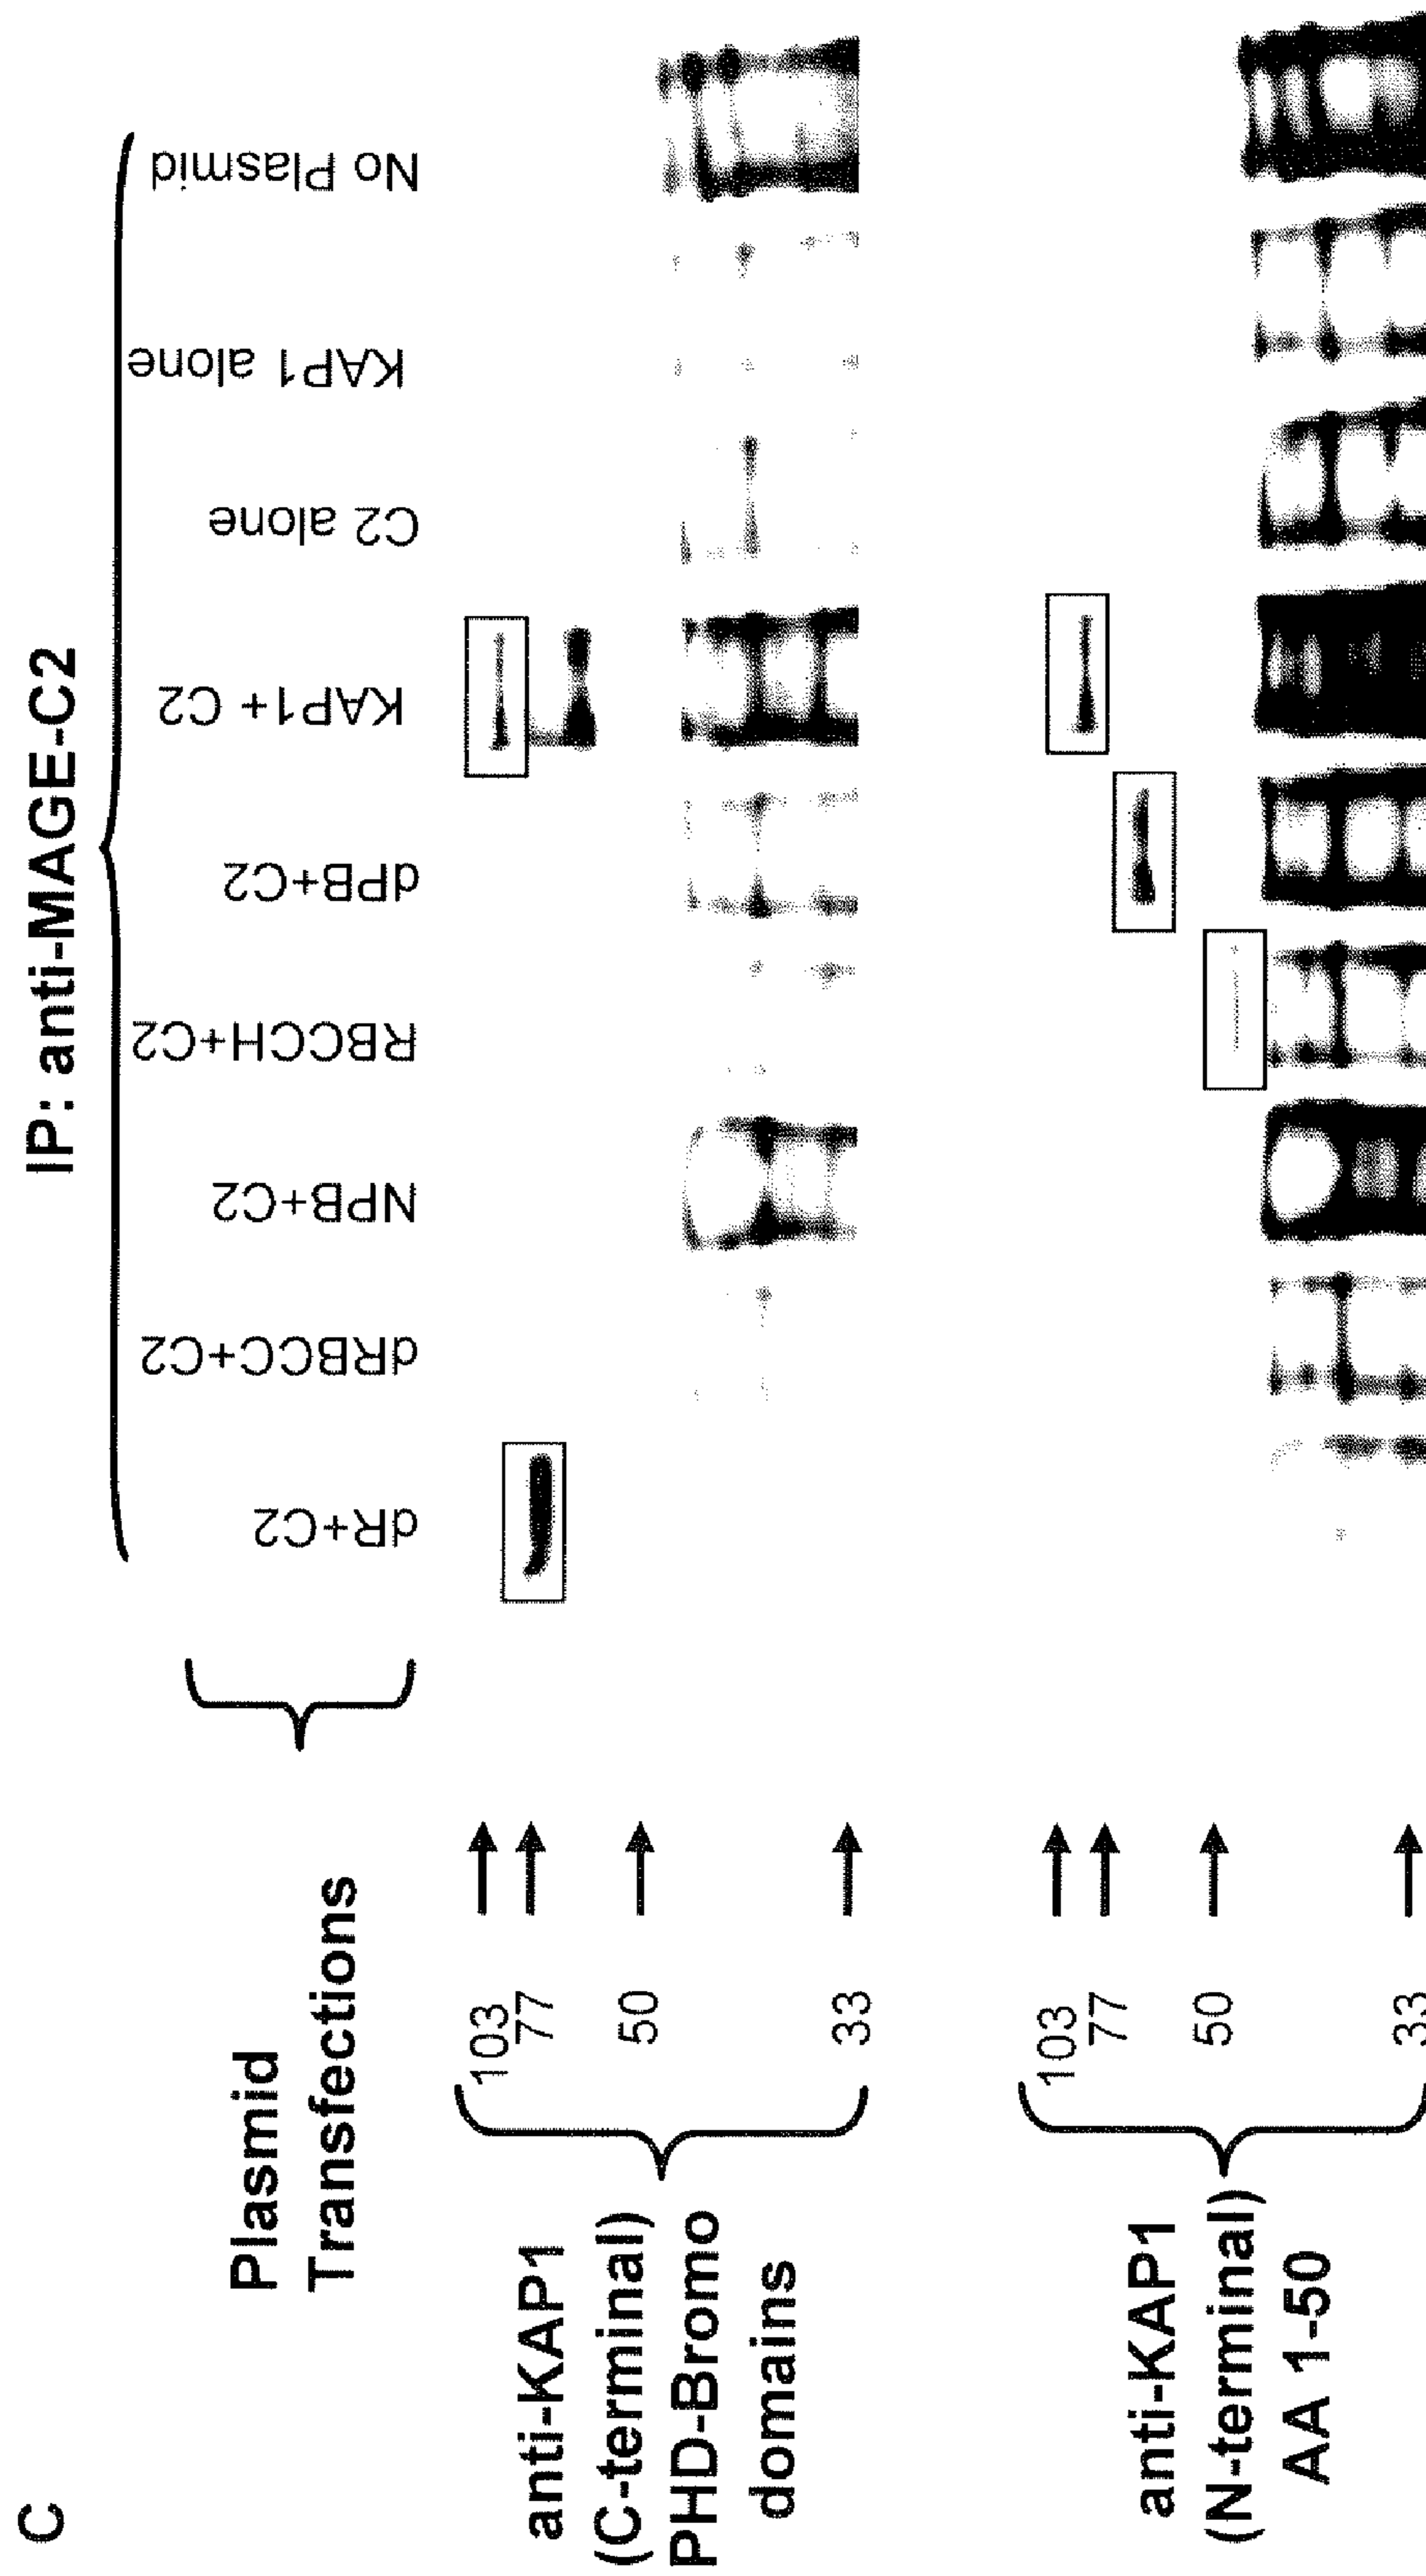 C
IP: anti-MAGE-C2
Plasmid
Transfections
dR+C2
dRBCC+C2
NPB+C2
RBCCH+C2
dPB+C2
KAP1+ C2
C2 alone
KAP1 alone
No Plasmid
anti-KAP1
(C-terminal)
PHD-Bromo
domains
103
77
50
33
anti-KAP1
(N-terminal)
AA 1-50
103
77
50
33